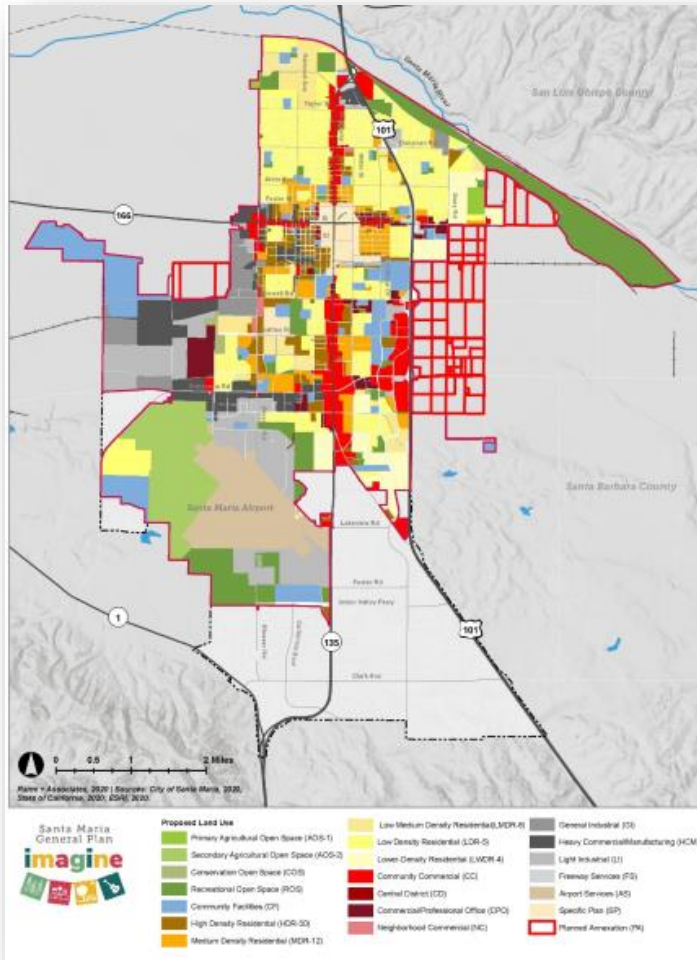 Santa Maria River
San Luis Obispo County
101
166
Santa Maria Airport
Santa Barbara County
Lakeview Rd
Foster Rd
Union Valley Pkwy
1
135
101
Clark Ave
0 0.5 1 2 Miles
Raimi + Associates, 2020 | Sources: City of Santa Maria, 2020,
State of California, 2020; ESRI, 2020.
Santa Maria
General Plan
imagine
Proposed Land Use
Primary Agricultural Open Space (AOS-1)
Secondary Agricultural Open Space (AOS-2)
Conservation Open Space (COS)
Recreational Open Space (ROS)
Community Facilities (CF)
High Density Residential (HDR-30)
Medium Density Residential (MDR-12)
Low Medium Density Residential(LMDR-8)
Low Density Residential (LDR-5)
Lower-Density Residential (LWDR-4)
Community Commercial (CC)
Central District (CD)
Commercial/Professional Office (CPO)
Neighborhood Commercial (NC)
General Industrial (GI)
Heavy Commercial/Manufacturing (HCM)
Light Industrial (LI)
Freeway Services (FS)
Airport Services (AS)
Specific Plan (SP)
Planned Annexation (PA)